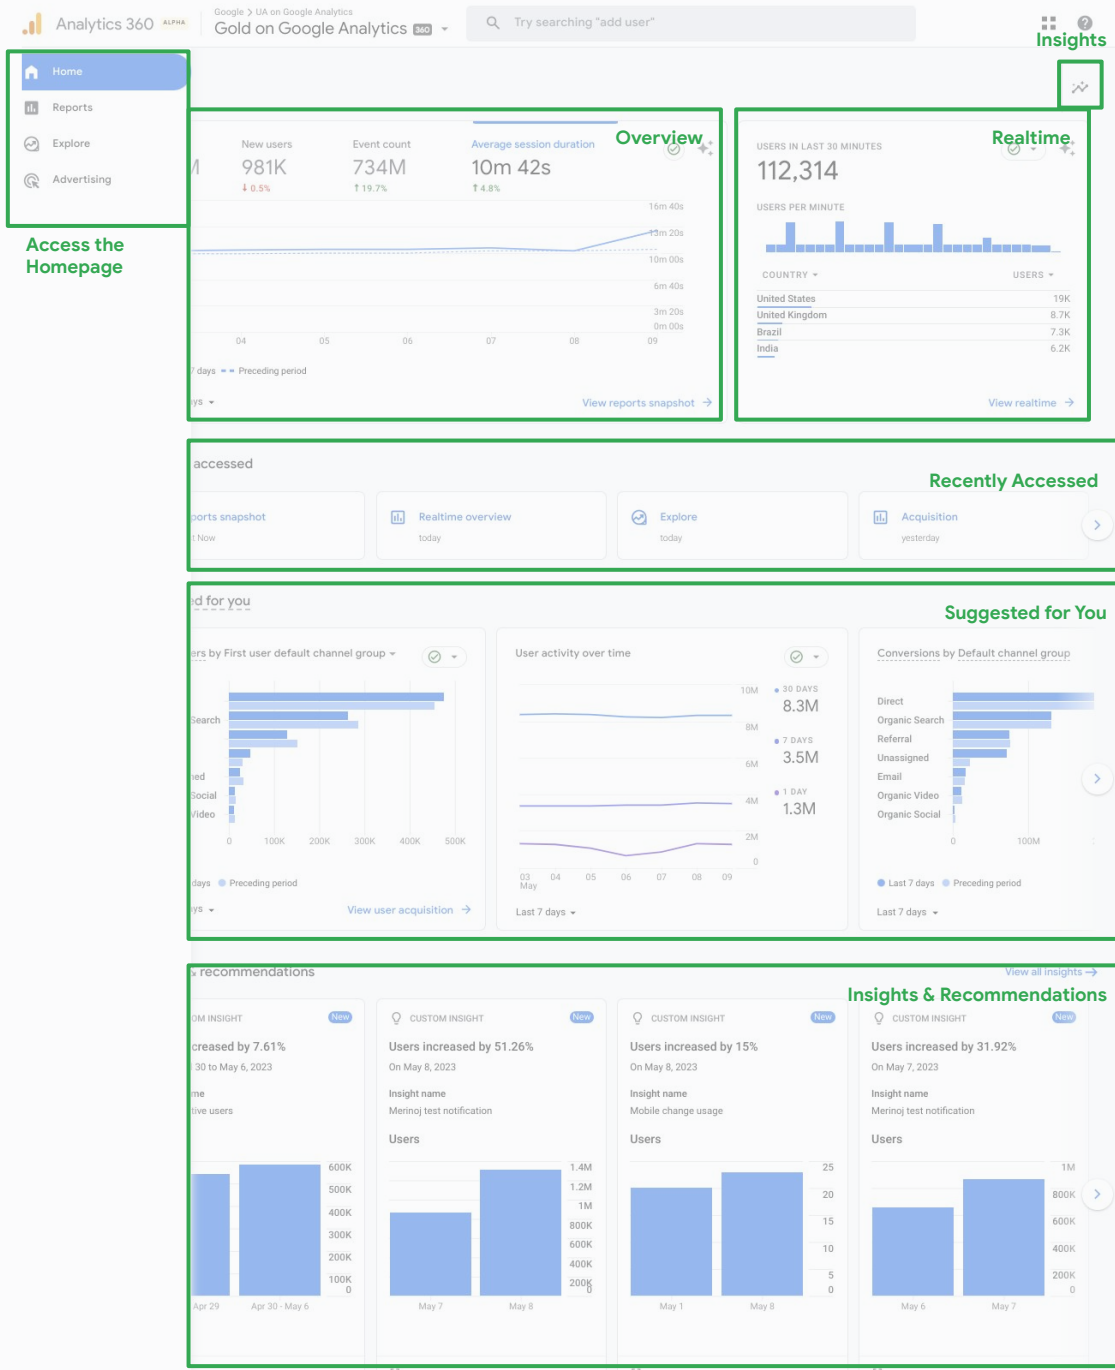 Analytics 360 ALPHA
Google > UA on Google Analytics
Gold on Google Analytics 360
Try searching "add user"
Insights
Home
Reports
Explore
Advertising
Access the
Homepage
Overview
New users
Event count
Average session duration
M
981K
734M
10m 42s
↓ 0.5%
↑ 19.7%
↑ 4.8%
16m 40s
13m 20s
10m 00s
6m 40s
3m 20s
0m 00s
04 05 06 07 08 09
7 days Preceding period
ays
View reports snapshot →
Realtime
USERS IN LAST 30 MINUTES
112,314
USERS PER MINUTE
COUNTRY USERS
United States 19K
United Kingdom 8.7K
Brazil 7.3K
India 6.2K
View realtime →
accessed
Recently Accessed
ports snapshot
t Now
Realtime overview
today
Explore
today
Acquisition
yesterday
ed for you
Suggested for You
ers by First user default channel group
Search
ned
Social
Video
0 100K 200K 300K 400K 500K
days Preceding period
ays
View user acquisition →
User activity over time
10M
8M
6M
4M
2M
0
30 DAYS
8.3M
7 DAYS
3.5M
1 DAY
1.3M
03 04 05 06 07 08 09
May
Last 7 days
Conversions by Default channel group
Direct
Organic Search
Referral
Unassigned
Email
Organic Video
Organic Social
0 100M
Last 7 days Preceding period
Last 7 days
& recommendations
View all insights →
Insights & Recommendations
OM INSIGHT New
creased by 7.61%
30 to May 6, 2023
me
tive users
600K
500K
400K
300K
200K
100K
0
Apr 29 Apr 30 - May 6
CUSTOM INSIGHT New
Users increased by 51.26%
On May 8, 2023
Insight name
Merinoj test notification
Users
1.4M
1.2M
1M
800K
600K
400K
200K
0
May 7 May 8
CUSTOM INSIGHT New
Users increased by 15%
On May 8, 2023
Insight name
Mobile change usage
Users
25
20
15
10
5
0
May 1 May 8
CUSTOM INSIGHT New
Users increased by 31.92%
On May 7, 2023
Insight name
Merinoj test notification
Users
1M
800K
600K
400K
200K
0
May 6 May 7